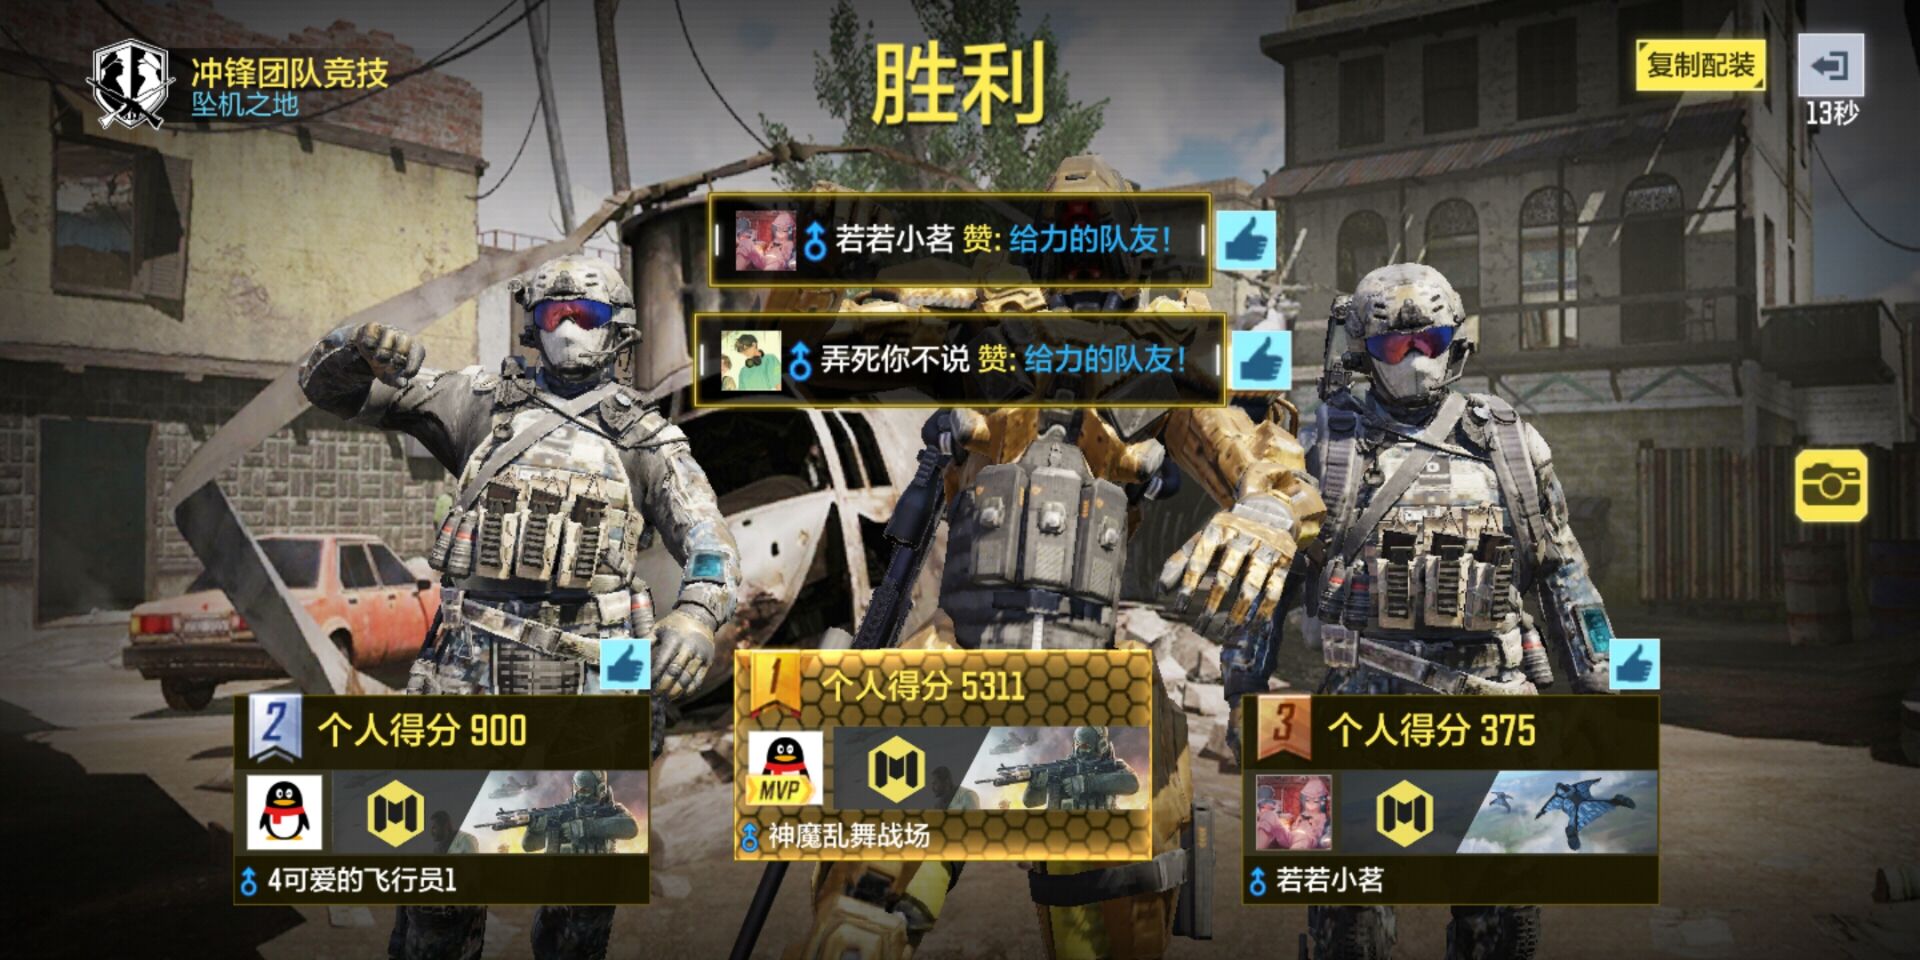 冲锋团队竞技
坠机之地
胜利
复制配装
13秒
若若小茗 赞: 给力的队友!
弄死你不说 赞: 给力的队友!
2 个人得分 900
4可爱的飞行员1
1 个人得分 5311
MVP
神魔乱舞战场
3 个人得分 375
若若小茗